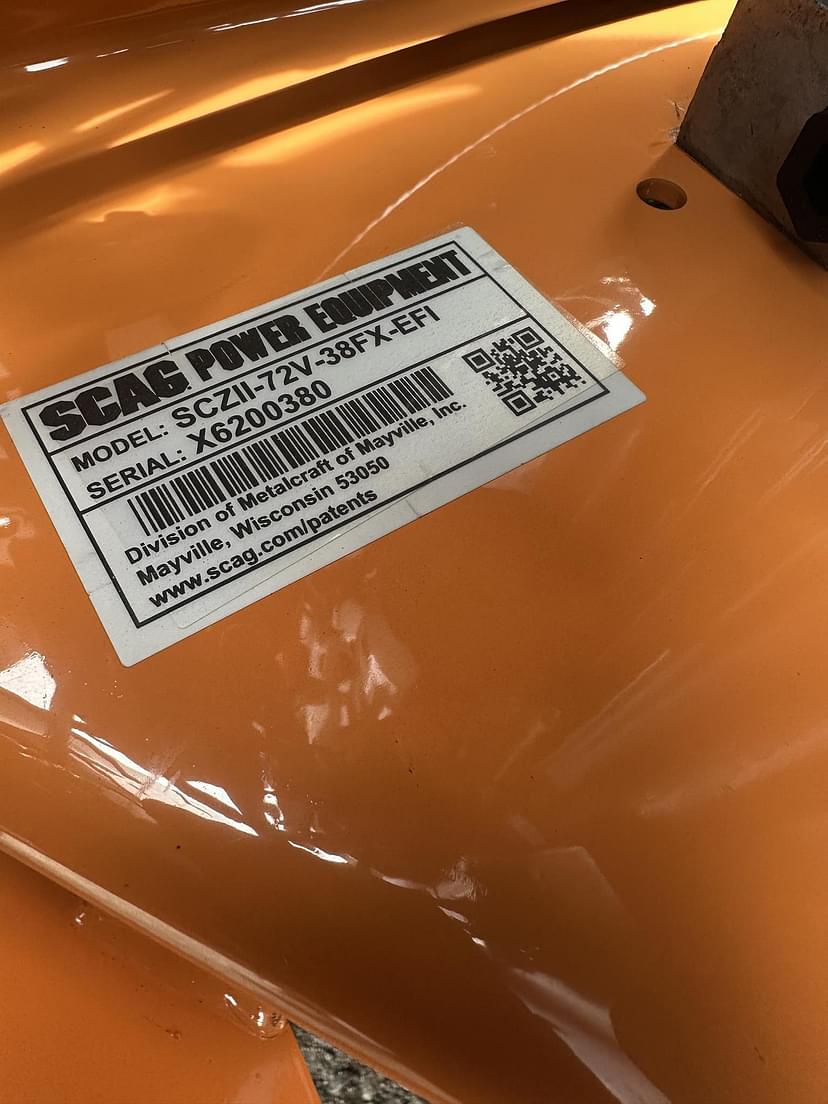 SCAG POWER EQUIPMENT
MODEL: SCZII-72V-38FX-EFI
SERIAL: X6200380
Division of Metalcraft of Mayville, Inc.
Mayville, Wisconsin 53050
www.scag.com/patents